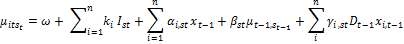 μ_{its_t} = ω + ∑_{i=1}^{n} k_i I_{st} + ∑_{i=1}^{n} α_{i,st} x_{t-1} + β_{st} μ_{t-1,s_{t-1}} + ∑_{i}^{n} γ_{i,st} D_{t-1} x_{i,t-1}